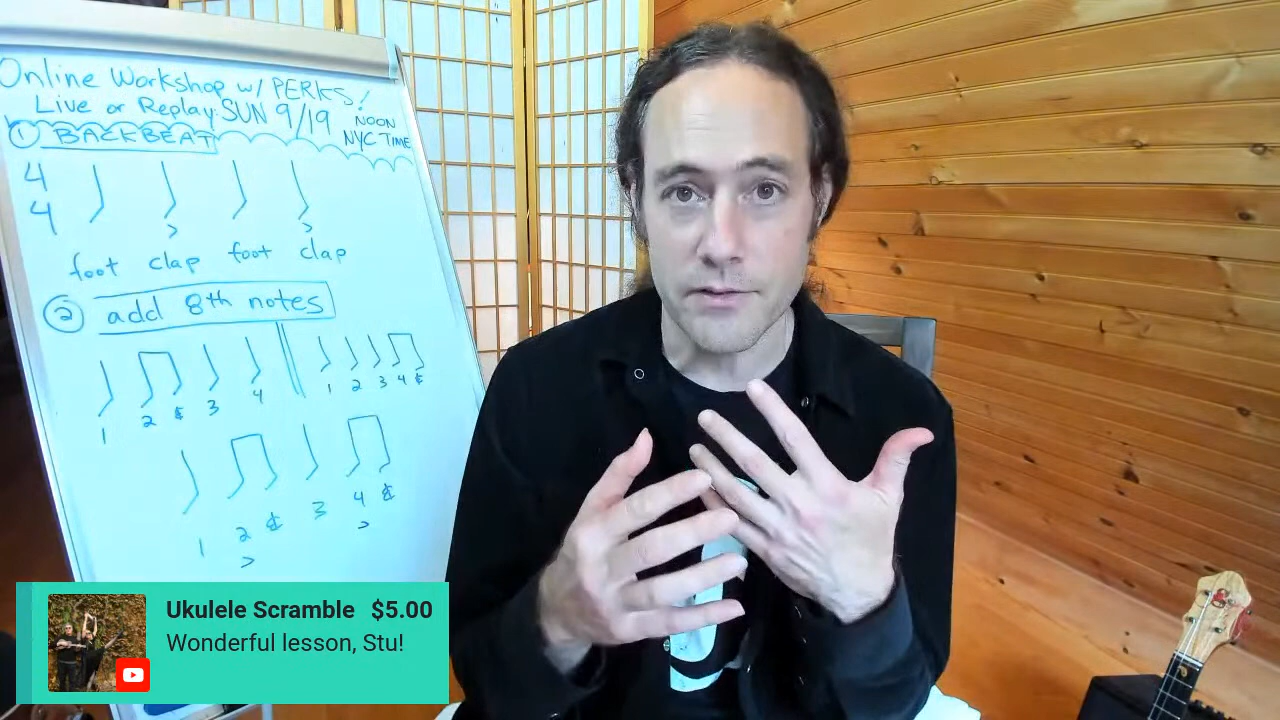 Online Workshop w/ PERKS!
Live or Replay: SUN 9/19 NOON
NYC TIME
① BACKBEAT
4
4
> >
foot clap foot clap
② add 8th notes
1 2 & 3 4 1 2 3 4 &
1 2 & 3 4 &
> >
Ukulele Scramble $5.00
Wonderful lesson, Stu!